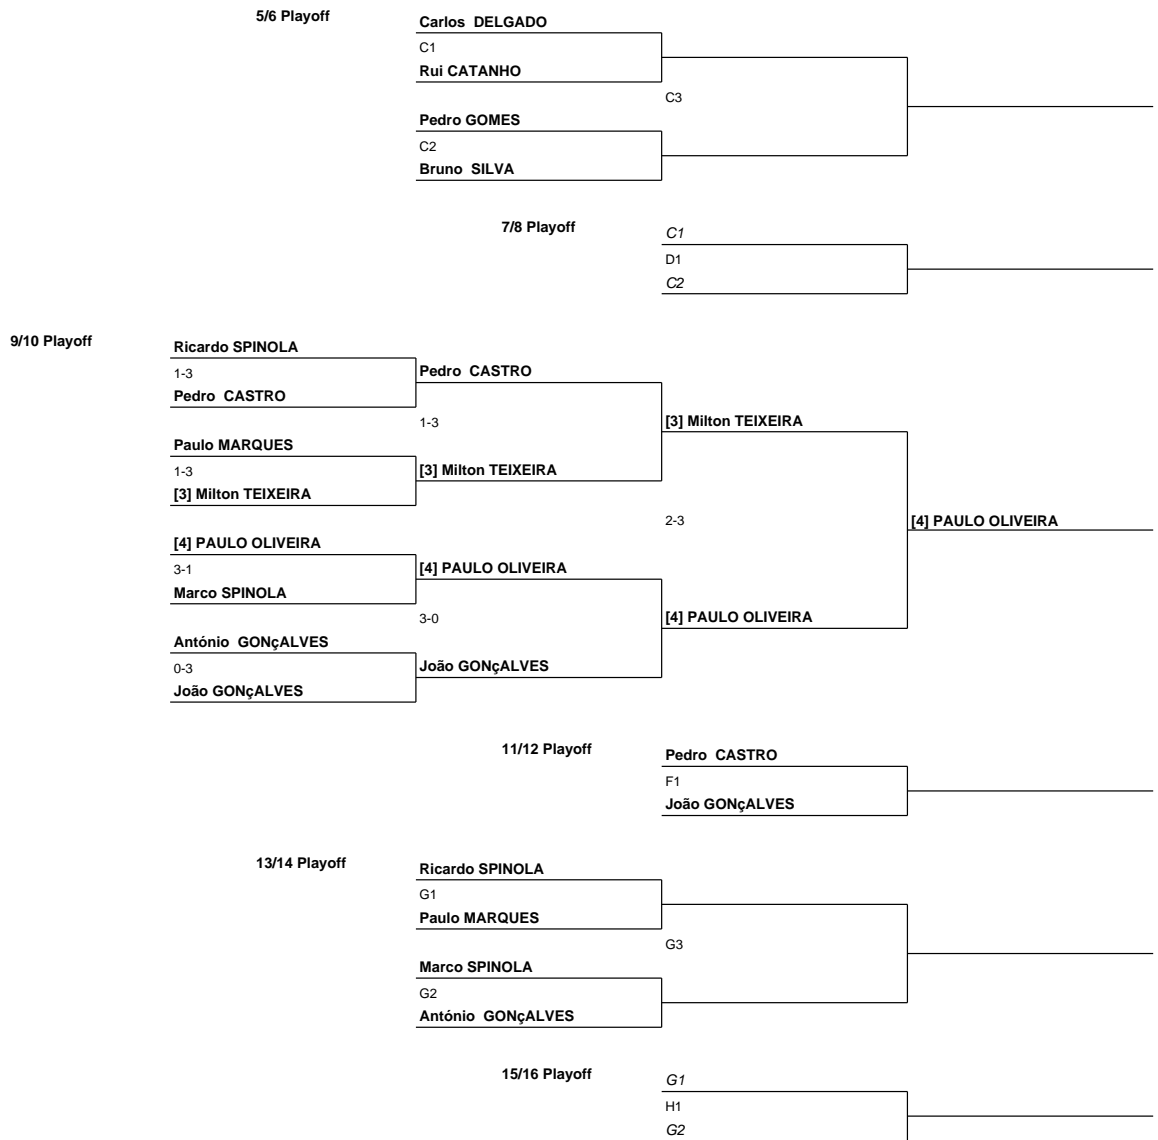 5/6 Playoff
Carlos  DELGADO
C1
Rui CATANHO
C3
Pedro GOMES
C2
Bruno  SILVA
7/8 Playoff
C1
D1
C2
9/10 Playoff
Ricardo SPINOLA
1-3
Pedro  CASTRO
Pedro  CASTRO
1-3
[3] Milton TEIXEIRA
Paulo MARQUES
1-3
[3] Milton TEIXEIRA
[3] Milton TEIXEIRA
2-3
[4] PAULO OLIVEIRA
[4] PAULO OLIVEIRA
3-1
[4] PAULO OLIVEIRA
Marco SPINOLA
3-0
[4] PAULO OLIVEIRA
António  GONçALVES
0-3
João GONçALVES
João GONçALVES
11/12 Playoff
Pedro  CASTRO
F1
João GONçALVES
13/14 Playoff
Ricardo SPINOLA
G1
Paulo MARQUES
G3
Marco SPINOLA
G2
António  GONçALVES
15/16 Playoff
G1
H1
G2